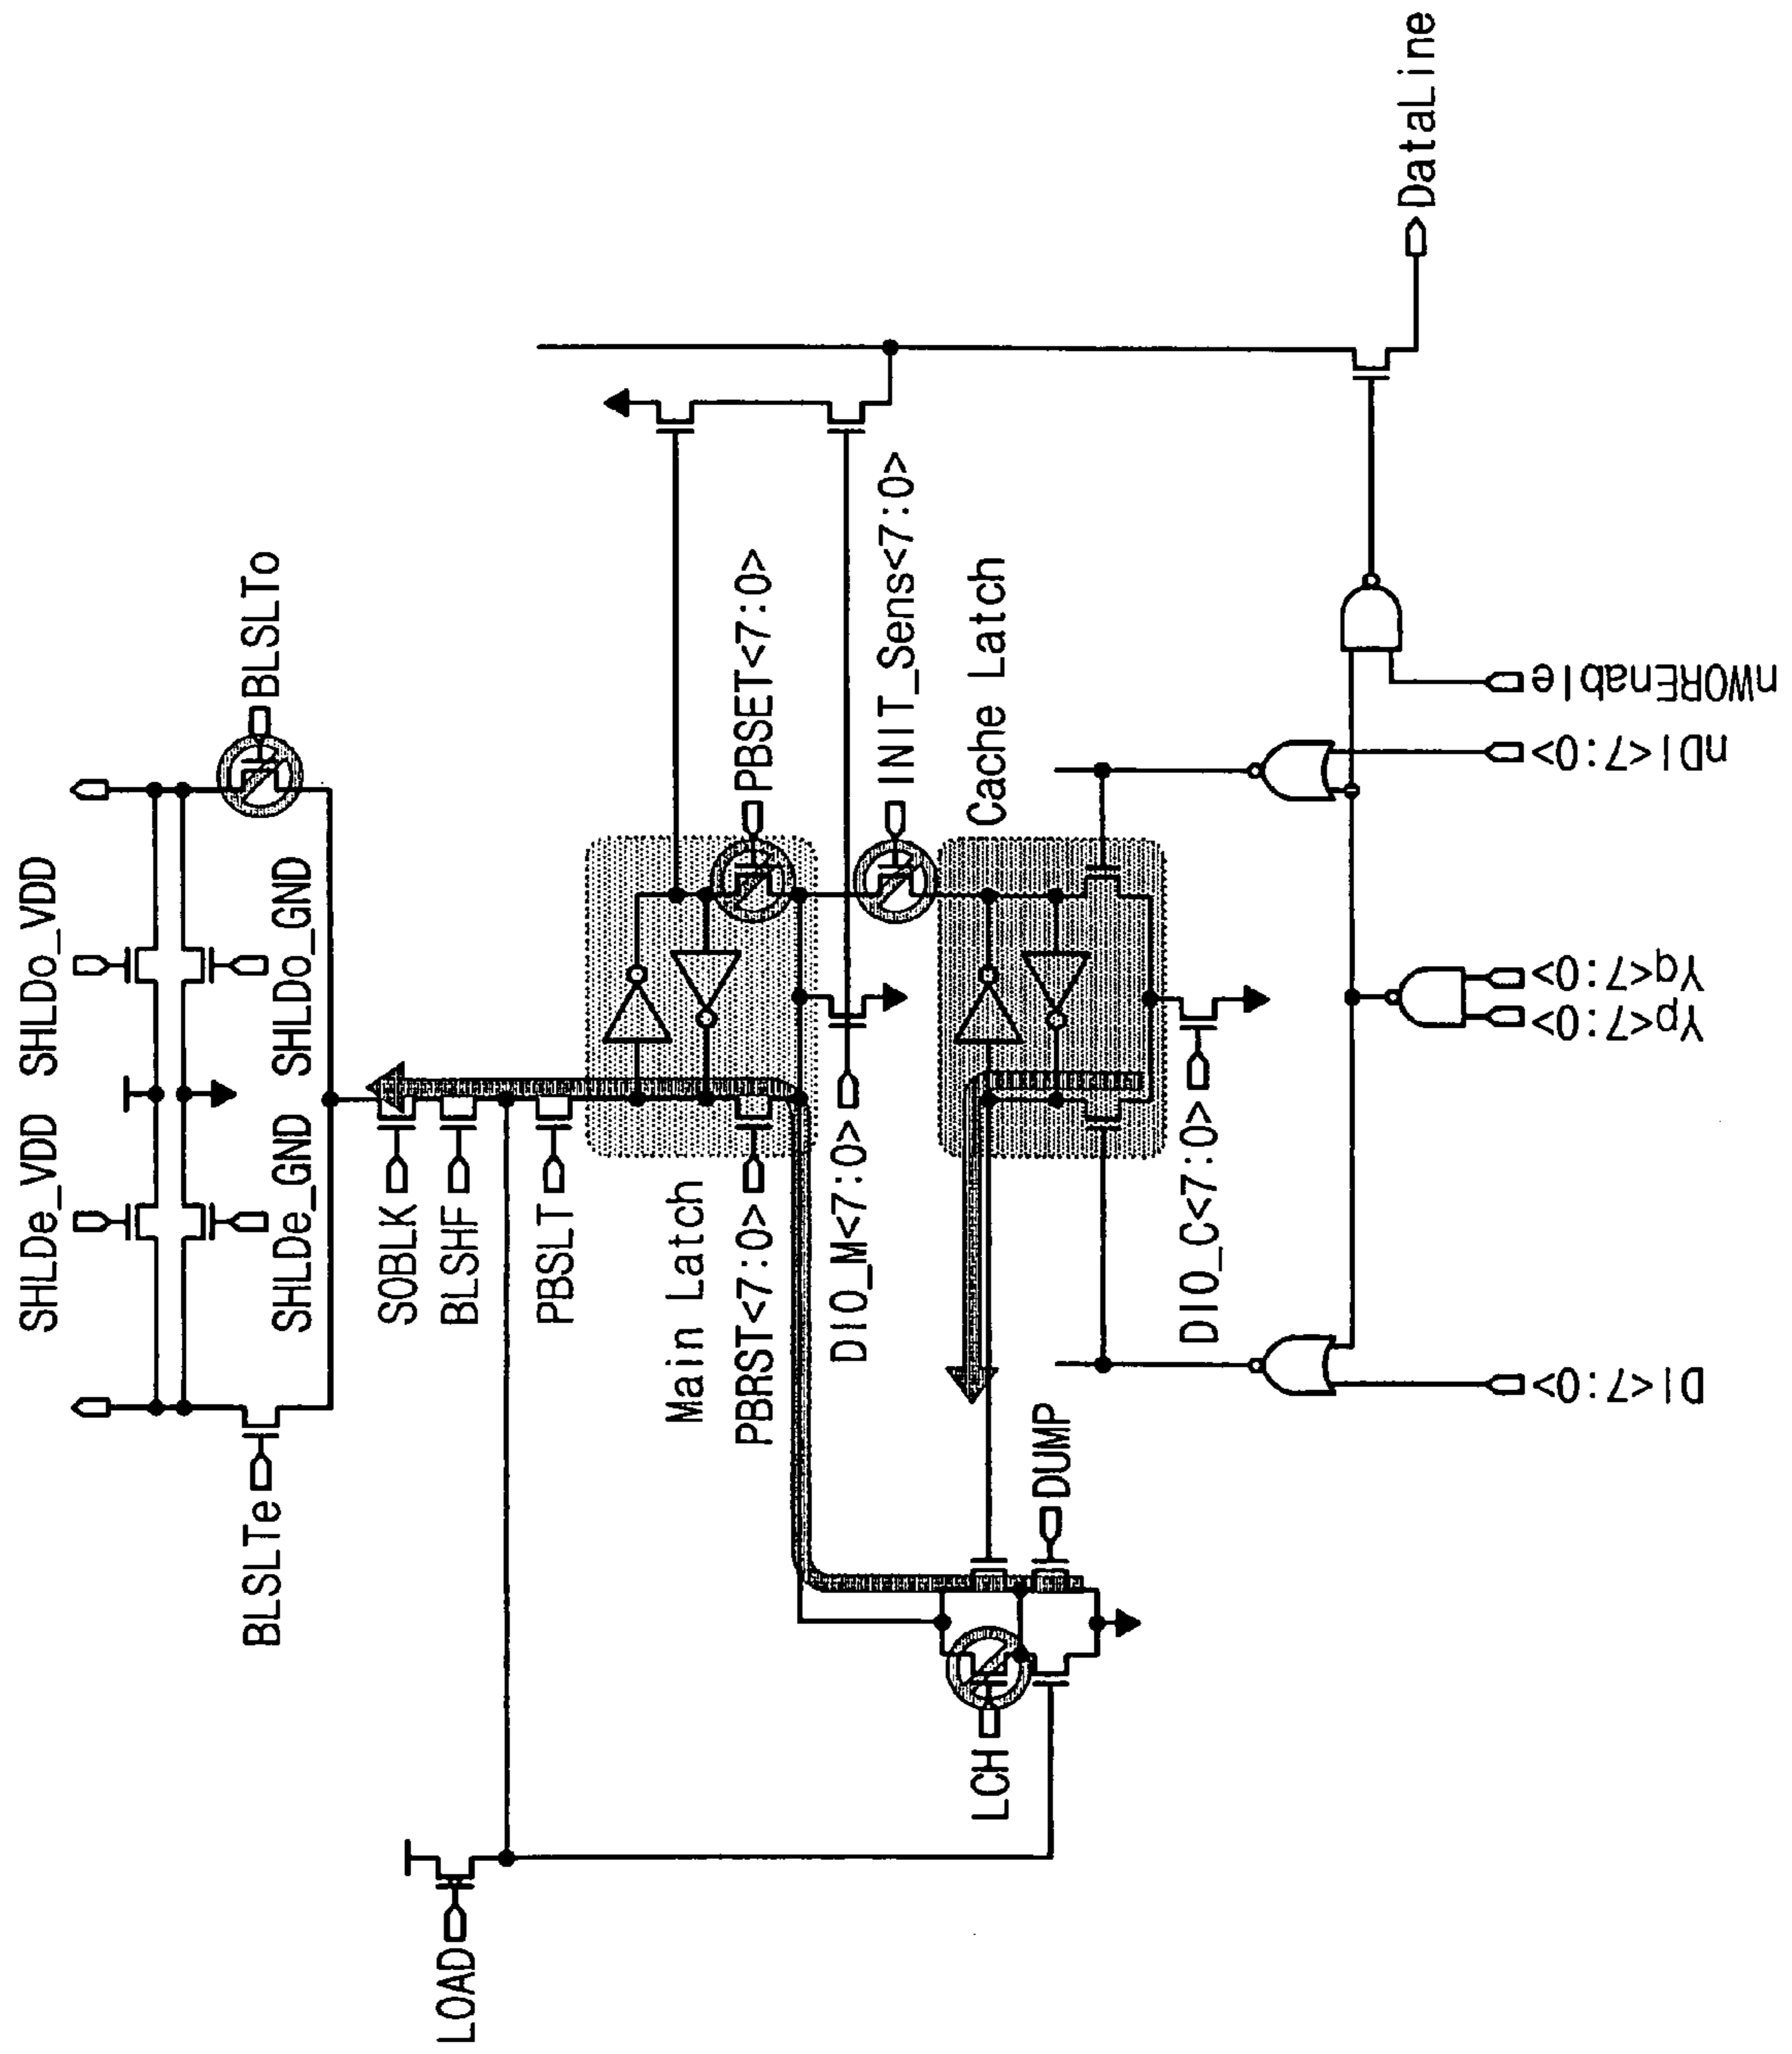 SHLDe_VDD
SHLDo_VDD
SHLDe_GND
SHLDo_GND
BLSLTe
BLSLTo
SOBLK
BLSHF
PBSLT
LOAD
Main Latch
PBRST<7:0>
PBSET<7:0>
DIO_M<7:0>
INIT_Sens<7:0>
Cache Latch
LCH
DUMP
DIO_C<7:0>
DataLine
DI<7:0>
Yp<7:0>
Yq<7:0>
nDI<7:0>
nWOREnable